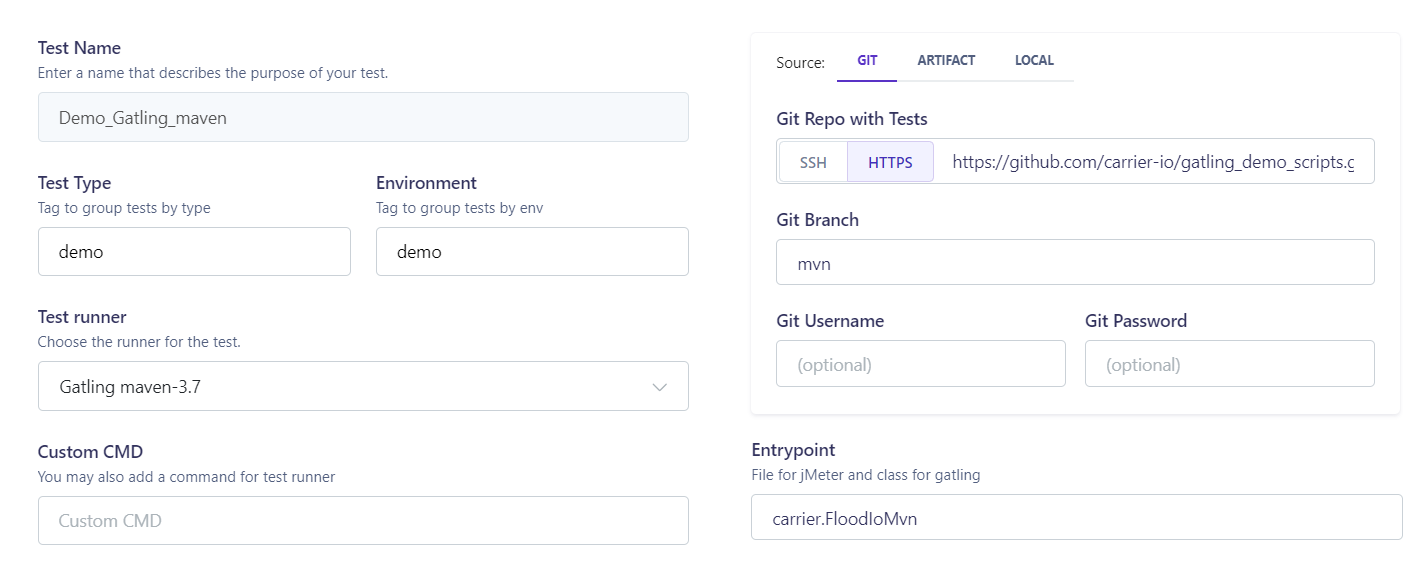 Test Name
Enter a name that describes the purpose of your test.
Demo_Gatling_maven
Test Type
Tag to group tests by type
demo
Environment
Tag to group tests by env
demo
Test runner
Choose the runner for the test.
Gatling maven-3.7
Custom CMD
You may also add a command for test runner
Custom CMD
Source: GIT ARTIFACT LOCAL
Git Repo with Tests
SSH HTTPS https://github.com/carrier-io/gatling_demo_scripts.g
Git Branch
mvn
Git Username
(optional)
Git Password
(optional)
Entrypoint
File for jMeter and class for gatling
carrier.FloodIoMvn